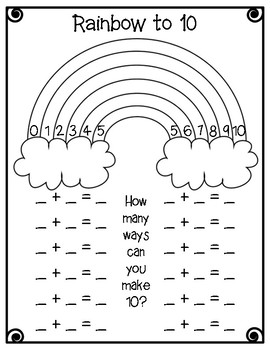 Rainbow to 10
0 1 2 3 4 5 5 6 7 8 9 10
_ + _ = _ How _ + _ = _
_ + _ = _ many _ + _ = _
_ + _ = _ ways _ + _ = _
_ + _ = _ can _ + _ = _
_ + _ = _ you _ + _ = _
_ + _ = _ make _ + _ = _
_ + _ = _ 10? _ + _ = _